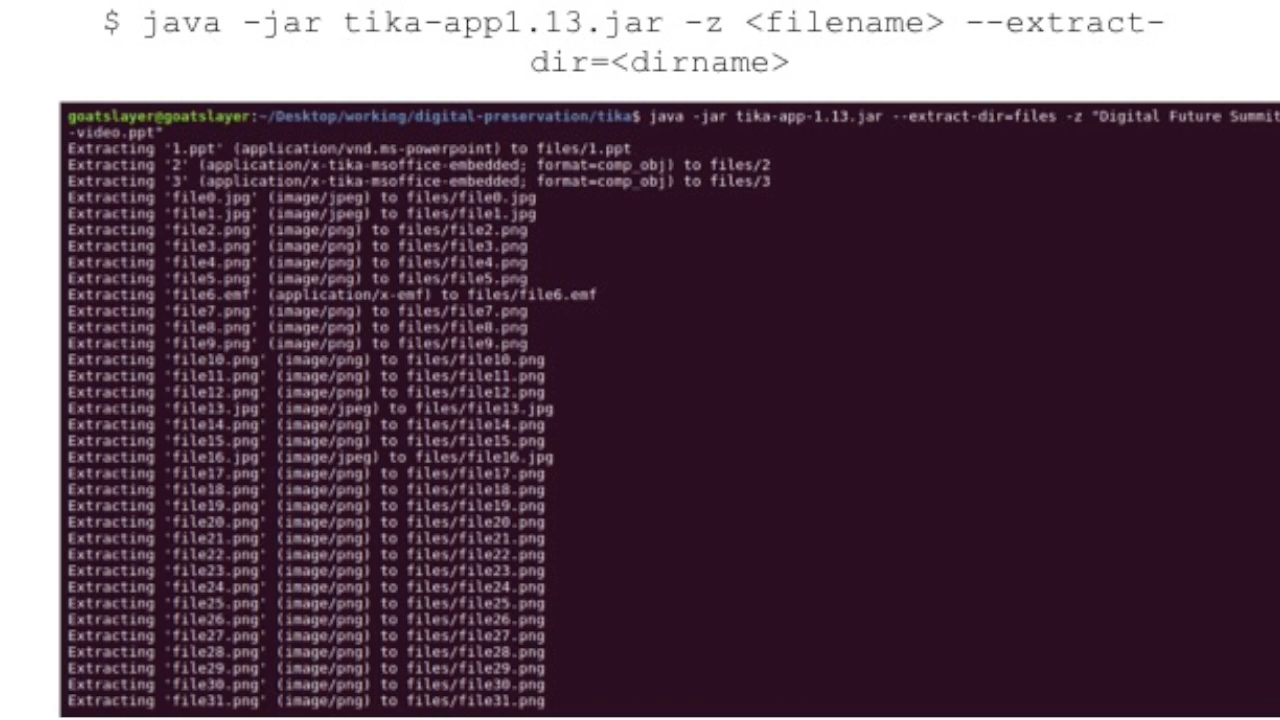 $ java -jar tika-app1.13.jar -z <filename> --extract-
dir=<dirname>
goatslayer@goatslayer:~/Desktop/working/digital-preservation/tika$ java -jar tika-app-1.13.jar --extract-dir=files -z "Digital Future Summit
-video.ppt"
Extracting '1.ppt' (application/vnd.ms-powerpoint) to files/1.ppt
Extracting '2' (application/x-tika-msoffice-embedded; format=comp_obj) to files/2
Extracting '3' (application/x-tika-msoffice-embedded; format=comp_obj) to files/3
Extracting 'file0.jpg' (image/jpeg) to files/file0.jpg
Extracting 'file1.jpg' (image/jpeg) to files/file1.jpg
Extracting 'file2.png' (image/png) to files/file2.png
Extracting 'file3.png' (image/png) to files/file3.png
Extracting 'file4.png' (image/png) to files/file4.png
Extracting 'file5.png' (image/png) to files/file5.png
Extracting 'file6.emf' (application/x-emf) to files/file6.emf
Extracting 'file7.png' (image/png) to files/file7.png
Extracting 'file8.png' (image/png) to files/file8.png
Extracting 'file9.png' (image/png) to files/file9.png
Extracting 'file10.png' (image/png) to files/file10.png
Extracting 'file11.png' (image/png) to files/file11.png
Extracting 'file12.png' (image/png) to files/file12.png
Extracting 'file13.jpg' (image/jpeg) to files/file13.jpg
Extracting 'file14.png' (image/png) to files/file14.png
Extracting 'file15.png' (image/png) to files/file15.png
Extracting 'file16.jpg' (image/jpeg) to files/file16.jpg
Extracting 'file17.png' (image/png) to files/file17.png
Extracting 'file18.png' (image/png) to files/file18.png
Extracting 'file19.png' (image/png) to files/file19.png
Extracting 'file20.png' (image/png) to files/file20.png
Extracting 'file21.png' (image/png) to files/file21.png
Extracting 'file22.png' (image/png) to files/file22.png
Extracting 'file23.png' (image/png) to files/file23.png
Extracting 'file24.png' (image/png) to files/file24.png
Extracting 'file25.png' (image/png) to files/file25.png
Extracting 'file26.png' (image/png) to files/file26.png
Extracting 'file27.png' (image/png) to files/file27.png
Extracting 'file28.png' (image/png) to files/file28.png
Extracting 'file29.png' (image/png) to files/file29.png
Extracting 'file30.png' (image/png) to files/file30.png
Extracting 'file31.png' (image/png) to files/file31.png